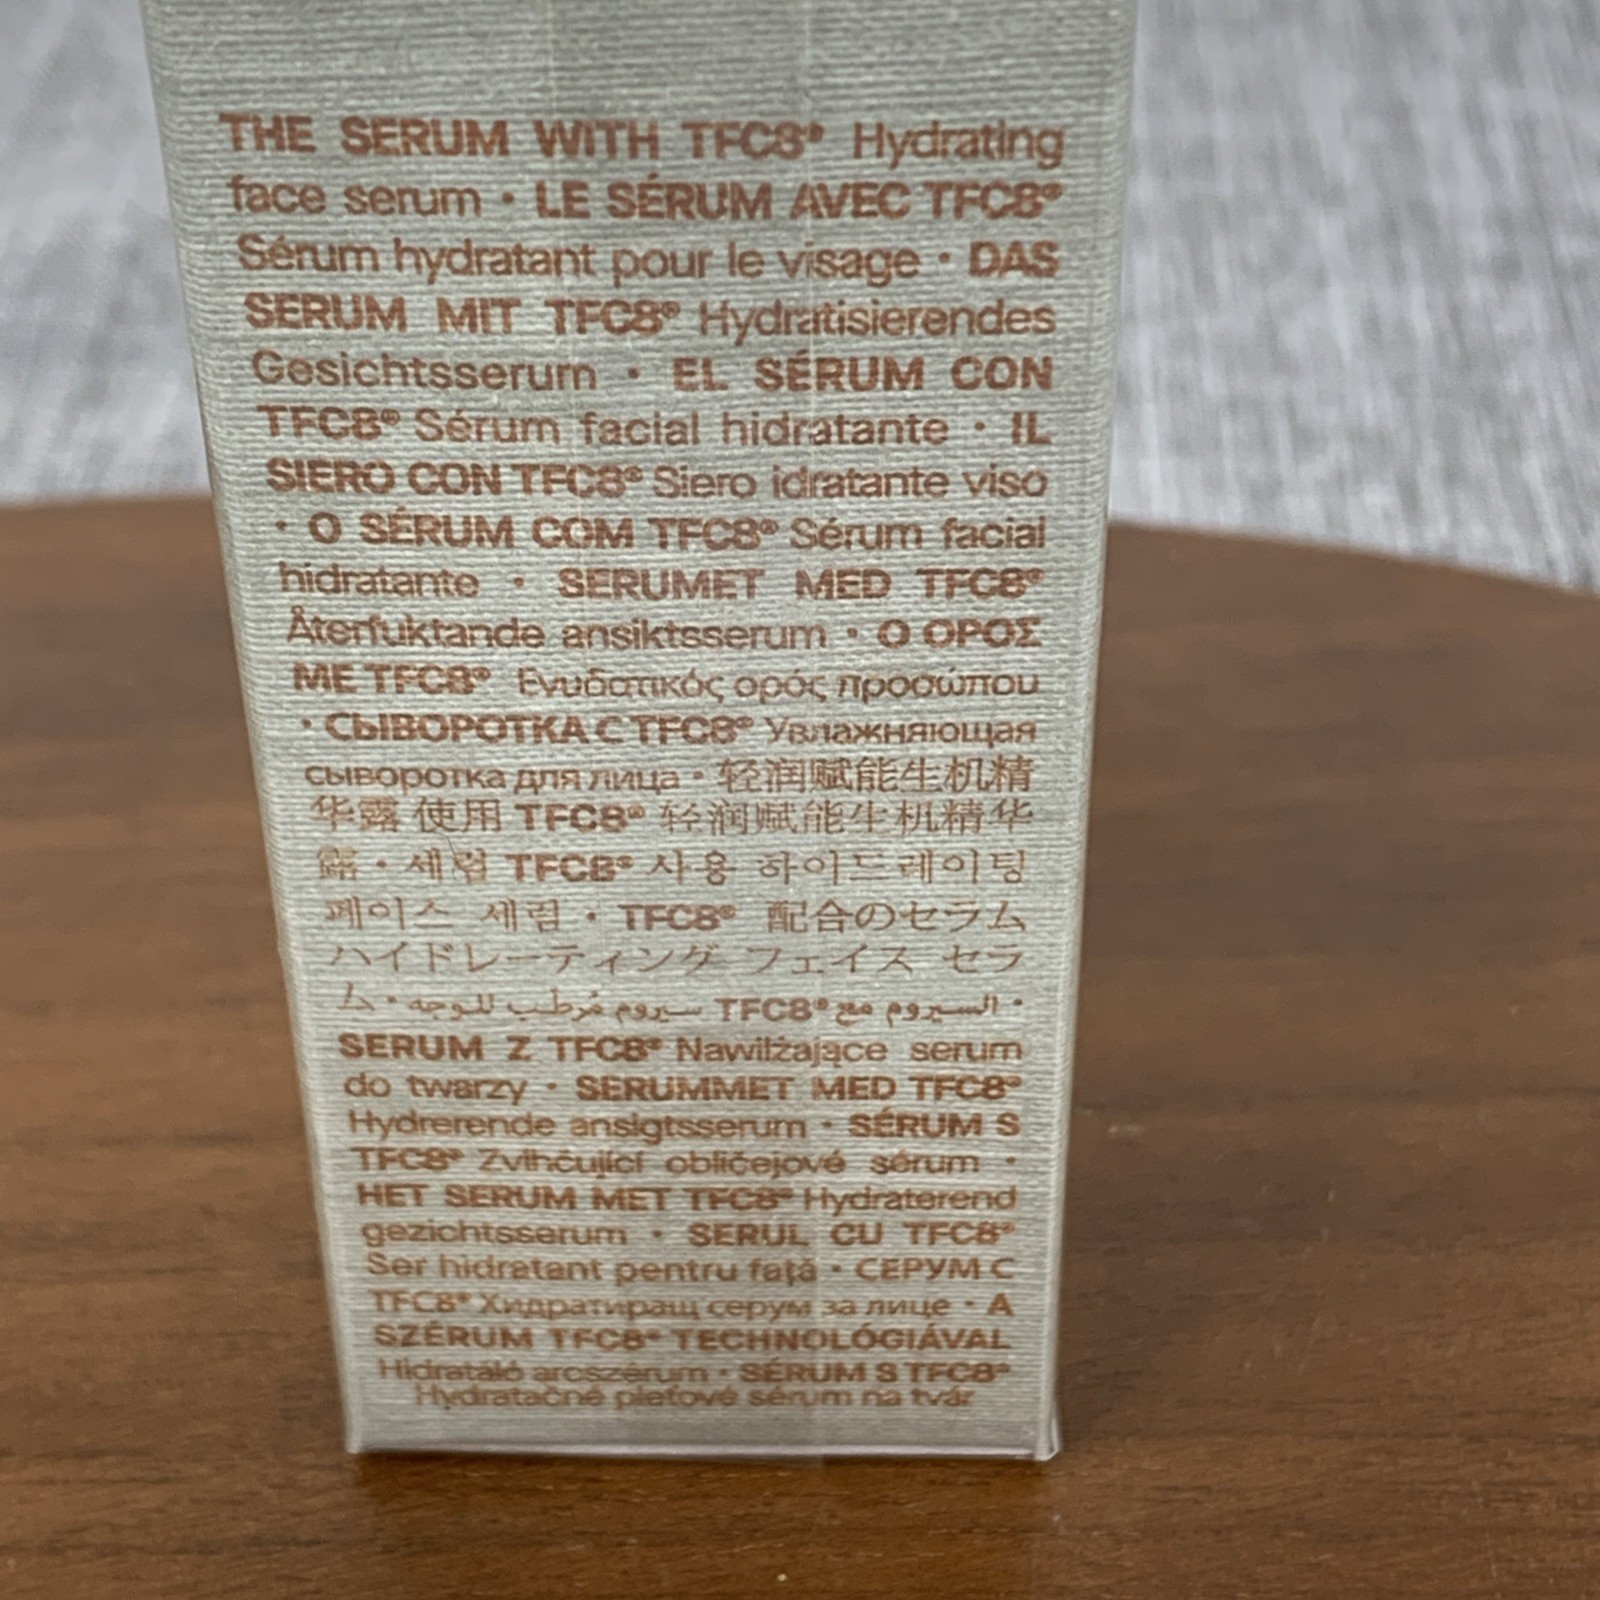 THE SERUM WITH TFC8® Hydrating
face serum · LE SÉRUM AVEC TFC8®
Sérum hydratant pour le visage · DAS
SERUM MIT TFC8® Hydratisierendes
Gesichtsserum · EL SÉRUM CON
TFC8® Sérum facial hidratante · IL
SIERO CON TFC8® Siero idratante viso
· O SÉRUM COM TFC8® Sérum facial
hidratante · SERUMET MED TFC8®
Återfuktande ansiktsserum · Ο ΟΡΟΣ
ΜΕ TFC8® Ενυδατικός ορός προσώπου
· СЫВОРОТКА С TFC8® Увлажняющая
сыворотка для лица · 轻润赋能生机精
华露 使用 TFC8® 轻润赋能生机精华
露 · 세럼 TFC8® 사용 하이드레이팅
페이스 세럼 · TFC8® 配合のセラム
ハイドレーティング フェイス セラ
ム · السيروم مع TFC8® سيروم مُرطب للوجه ·
SERUM Z TFC8® Nawilżające serum
do twarzy · SERUMMET MED TFC8®
Hydrerende ansigtsserum · SÉRUM S
TFC8® Zvlhčující obličejové sérum ·
HET SERUM MET TFC8® Hydraterend
gezichtsserum · SERUL CU TFC8®
Ser hidratant pentru față · СЕРУМ С
TFC8® Хидратиращ серум за лице · A
SZÉRUM TFC8® TECHNOLÓGIÁVAL
Hidratáló arcszérum · SÉRUM S TFC8®
Hydratačné pleťové sérum na tvár